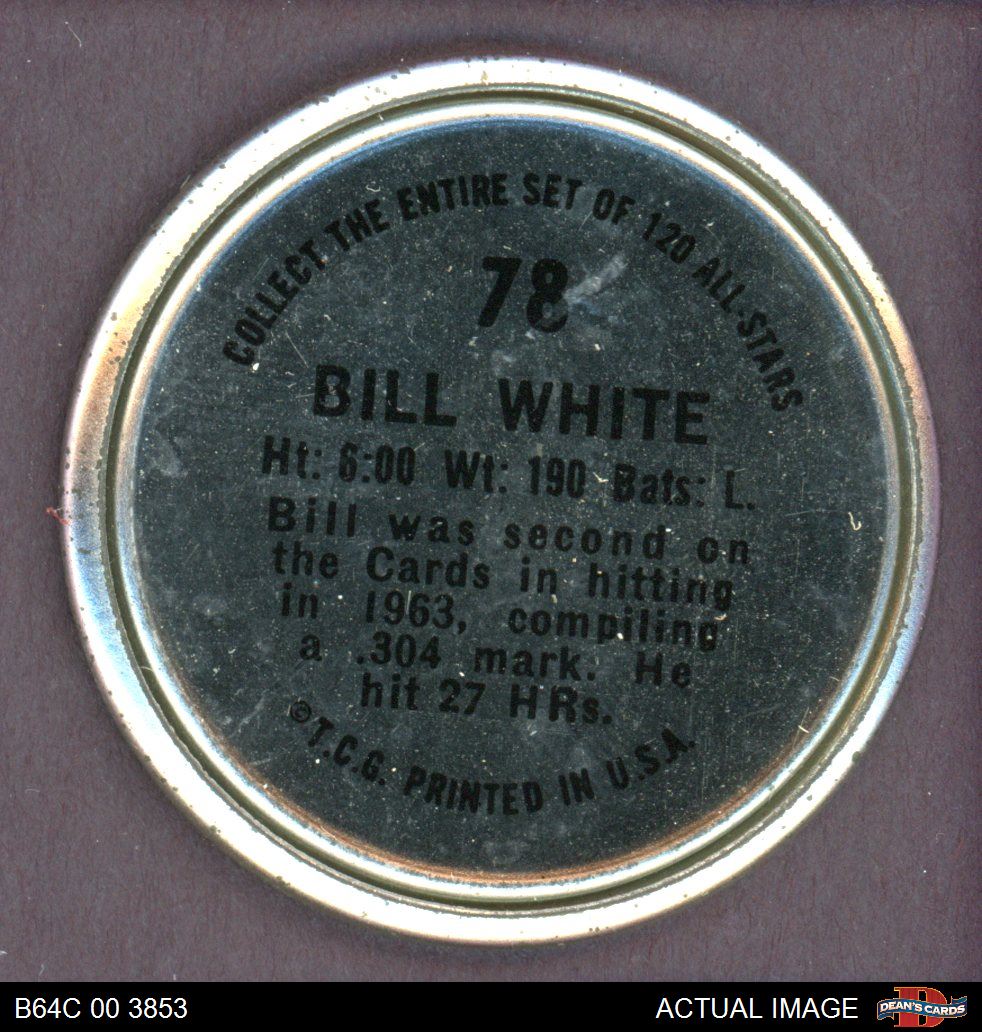 COLLECT THE ENTIRE SET OF 120 ALL-STARS
78
BILL WHITE
Ht: 6:00 Wt: 190 Bats: L.
Bill was second on
the Cards in hitting
in 1963, compiling
a .304 mark. He
hit 27 HRs.
©T.C.G. PRINTED IN U.S.A.
B64C 00 3853
ACTUAL IMAGE
DEAN'S CARDS